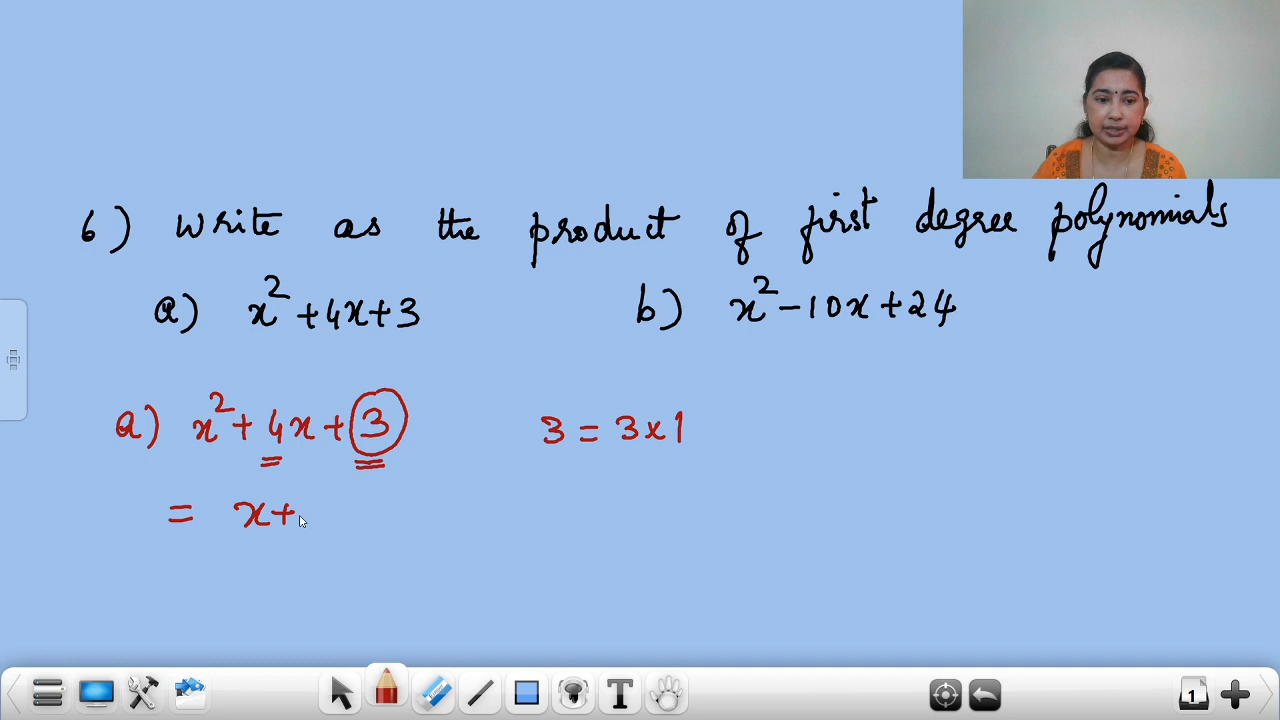 6) Write as the product of first degree polynomials
a) x² + 4x + 3 b) x² - 10x + 24
a) x² + 4x + 3 3 = 3 x 1
= x +
T 1